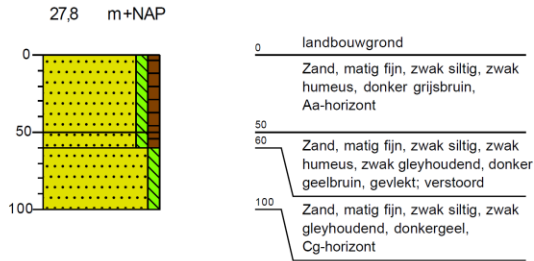 27,8 m+NAP
0
50
100
0
landbouwgrond
Zand, matig fijn, zwak siltig, zwak
humeus, donker grijsbruin,
Aa-horizont
50
60
Zand, matig fijn, zwak siltig, zwak
humeus, zwak gleyhoudend, donker
geelbruin, gevlekt; verstoord
100
Zand, matig fijn, zwak siltig, zwak
gleyhoudend, donkergeel,
Cg-horizont